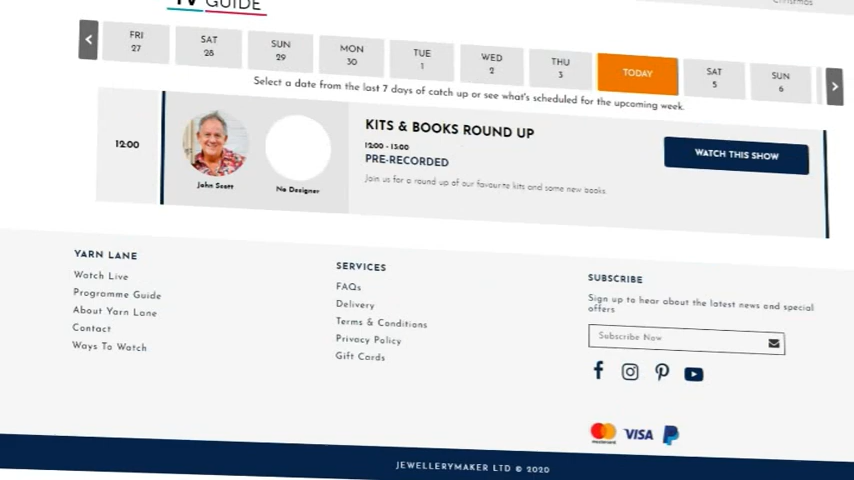 TV GUIDE
Christmas
FRI 27
SAT 28
SUN 29
MON 30
TUE 1
WED 2
THU 3
TODAY
SAT 5
SUN 6
Select a date from the last 7 days of catch up or see what's scheduled for the upcoming week.
12:00
John Scott
No Designer
KITS & BOOKS ROUND UP
12:00 - 13:00
PRE-RECORDED
Join us for a round up of our favourite kits and some new books
WATCH THIS SHOW
YARN LANE
Watch Live
Programme Guide
About Yarn Lane
Contact
Ways To Watch
SERVICES
FAQs
Delivery
Terms & Conditions
Privacy Policy
Gift Cards
SUBSCRIBE
Sign up to hear about the latest news and special
offers
Subscribe Now
mastercard
VISA
JEWELLERYMAKER LTD © 2020